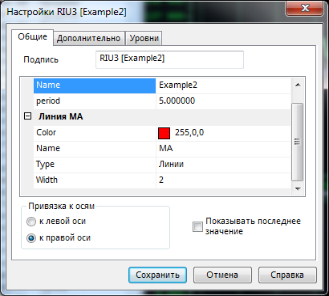 Настройки RIU3 [Example2]
Общие Дополнительно Уровни
Подпись RIU3 [Example2]
Name Example2
period 5.000000
Линия MA
Color 255,0,0
Name MA
Type Линии
Width 2
Привязка к осям
к левой оси
к правой оси
Показывать последнее
значение
Сохранить Отмена Справка